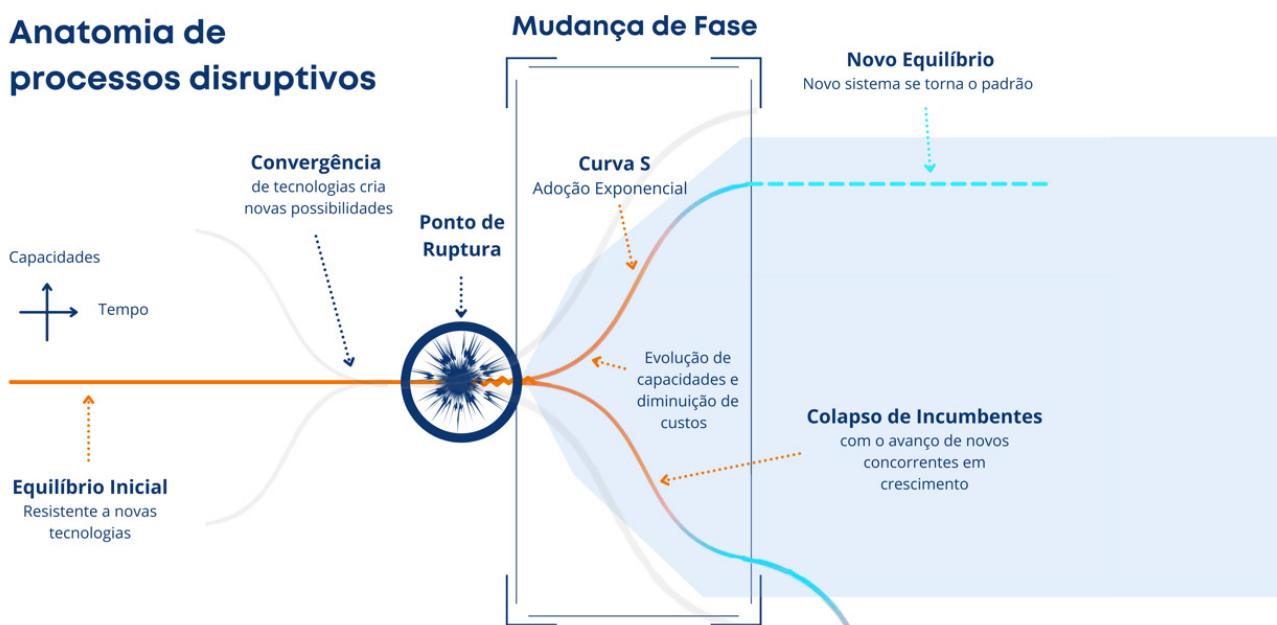 Anatomia de
processos disruptivos
Mudança de Fase
Novo Equilíbrio
Novo sistema se torna o padrão
Convergência
de tecnologias cria
novas possibilidades
Curva S
Adoção Exponencial
Ponto de
Ruptura
Capacidades
Tempo
Evolução de
capacidades e
diminuição de
custos
Colapso de Incumbentes
com o avanço de novos
concorrentes em
crescimento
Equilíbrio Inicial
Resistente a novas
tecnologias